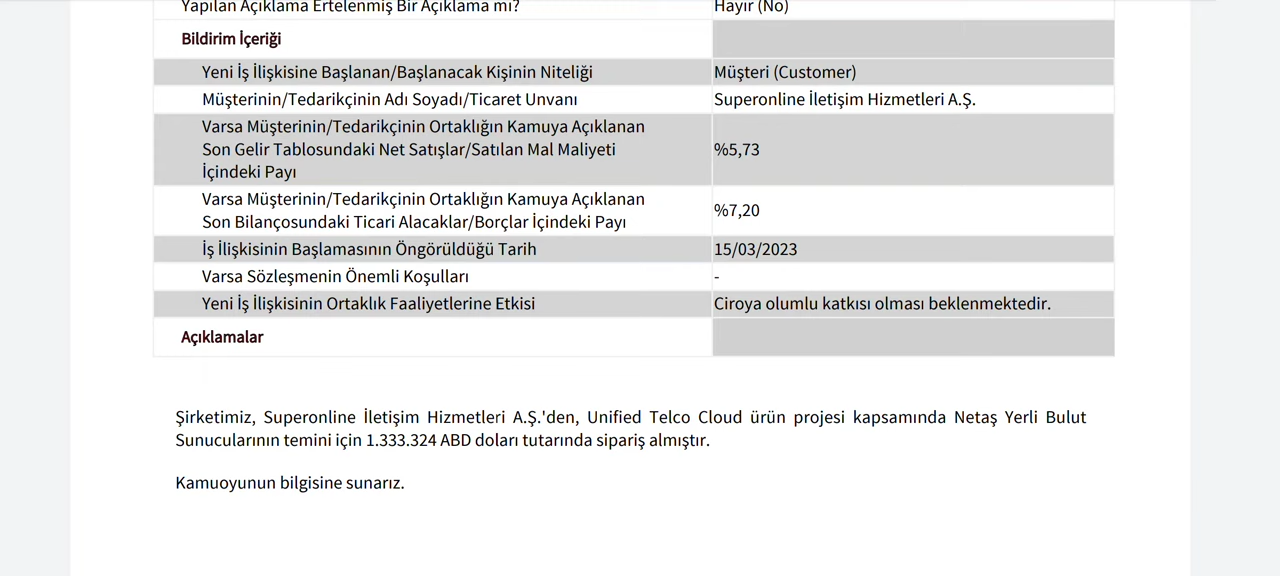 Yapılan Açıklama Ertelenmiş Bir Açıklama mı? Hayır (No)
Bildirim İçeriği
Yeni İş İlişkisine Başlanan/Başlanacak Kişinin Niteliği Müşteri (Customer)
Müşterinin/Tedarikçinin Adı Soyadı/Ticaret Unvanı Superonline İletişim Hizmetleri A.Ş.
Varsa Müşterinin/Tedarikçinin Ortaklığın Kamuya Açıklanan
Son Gelir Tablosundaki Net Satışlar/Satılan Mal Maliyeti
İçindeki Payı
%5,73
Varsa Müşterinin/Tedarikçinin Ortaklığın Kamuya Açıklanan
Son Bilançosundaki Ticari Alacaklar/Borçlar İçindeki Payı
%7,20
İş İlişkisinin Başlamasının Öngörüldüğü Tarih 15/03/2023
Varsa Sözleşmenin Önemli Koşulları -
Yeni İş İlişkisinin Ortaklık Faaliyetlerine Etkisi Ciroya olumlu katkısı olması beklenmektedir.
Açıklamalar
Şirketimiz, Superonline İletişim Hizmetleri A.Ş.'den, Unified Telco Cloud ürün projesi kapsamında Netaş Yerli Bulut
Sunucularının temini için 1.333.324 ABD doları tutarında sipariş almıştır.
Kamuoyunun bilgisine sunarız.